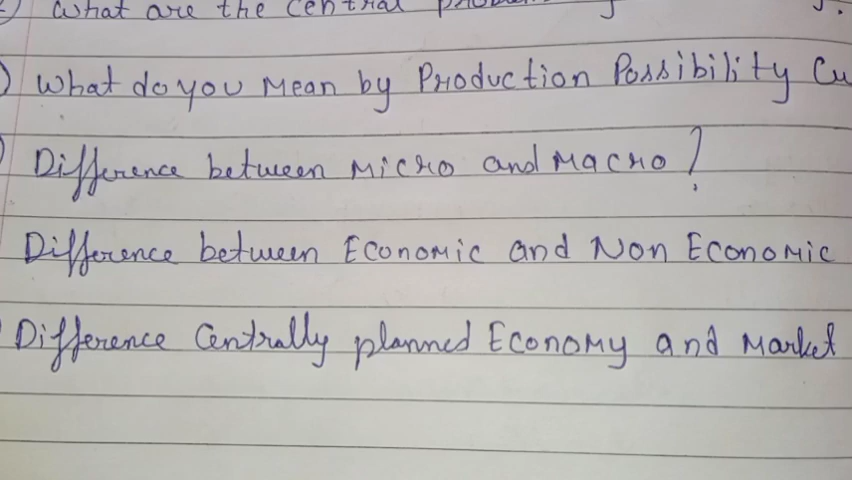 What are the central
What do you Mean by Production Possibility Cu
Difference between Micro and Macro ?
Difference between Economic and Non Economic
Difference Centrally planned Economy and Market